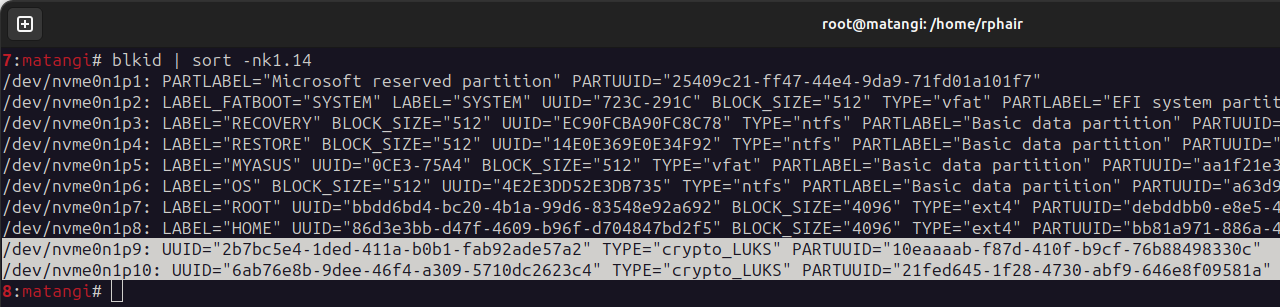 root@matangi: /home/rphair
7:matangi# blkid | sort -nk1.14
/dev/nvme0n1p1: PARTLABEL="Microsoft reserved partition" PARTUUID="25409c21-ff47-44e4-9da9-71fd01a101f7"
/dev/nvme0n1p2: LABEL_FATBOOT="SYSTEM" LABEL="SYSTEM" UUID="723C-291C" BLOCK_SIZE="512" TYPE="vfat" PARTLABEL="EFI system partit
/dev/nvme0n1p3: LABEL="RECOVERY" BLOCK_SIZE="512" UUID="EC90FCBA90FC8C78" TYPE="ntfs" PARTLABEL="Basic data partition" PARTUUID=
/dev/nvme0n1p4: LABEL="RESTORE" BLOCK_SIZE="512" UUID="14E0E369E0E34F92" TYPE="ntfs" PARTLABEL="Basic data partition" PARTUUID="
/dev/nvme0n1p5: LABEL="MYASUS" UUID="0CE3-75A4" BLOCK_SIZE="512" TYPE="vfat" PARTLABEL="Basic data partition" PARTUUID="aa1f21e3
/dev/nvme0n1p6: LABEL="OS" BLOCK_SIZE="512" UUID="4E2E3DD52E3DB735" TYPE="ntfs" PARTLABEL="Basic data partition" PARTUUID="a63d9
/dev/nvme0n1p7: LABEL="ROOT" UUID="bbdd6bd4-bc20-4b1a-99d6-83548e92a692" BLOCK_SIZE="4096" TYPE="ext4" PARTUUID="debddbb0-e8e5-4
/dev/nvme0n1p8: LABEL="HOME" UUID="86d3e3bb-d47f-4609-b96f-d704847bd2f5" BLOCK_SIZE="4096" TYPE="ext4" PARTUUID="bb81a971-886a-4
/dev/nvme0n1p9: UUID="2b7bc5e4-1ded-411a-b0b1-fab92ade57a2" TYPE="crypto_LUKS" PARTUUID="10eaaaab-f87d-410f-b9cf-76b88498330c"
/dev/nvme0n1p10: UUID="6ab76e8b-9dee-46f4-a309-5710dc2623c4" TYPE="crypto_LUKS" PARTUUID="21fed645-1f28-4730-abf9-646e8f09581a"
8:matangi#